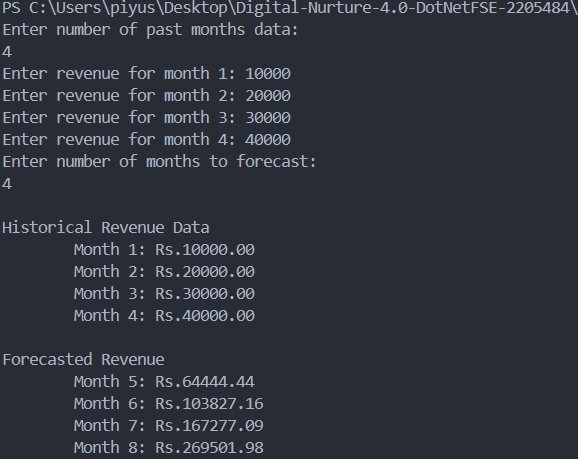 PS C:\Users\piyus\Desktop\Digital-Nurture-4.0-DotNetFSE-2205484\
Enter number of past months data:
4
Enter revenue for month 1: 10000
Enter revenue for month 2: 20000
Enter revenue for month 3: 30000
Enter revenue for month 4: 40000
Enter number of months to forecast:
4
Historical Revenue Data
Month 1: Rs.10000.00
Month 2: Rs.20000.00
Month 3: Rs.30000.00
Month 4: Rs.40000.00
Forecasted Revenue
Month 5: Rs.64444.44
Month 6: Rs.103827.16
Month 7: Rs.167277.09
Month 8: Rs.269501.98